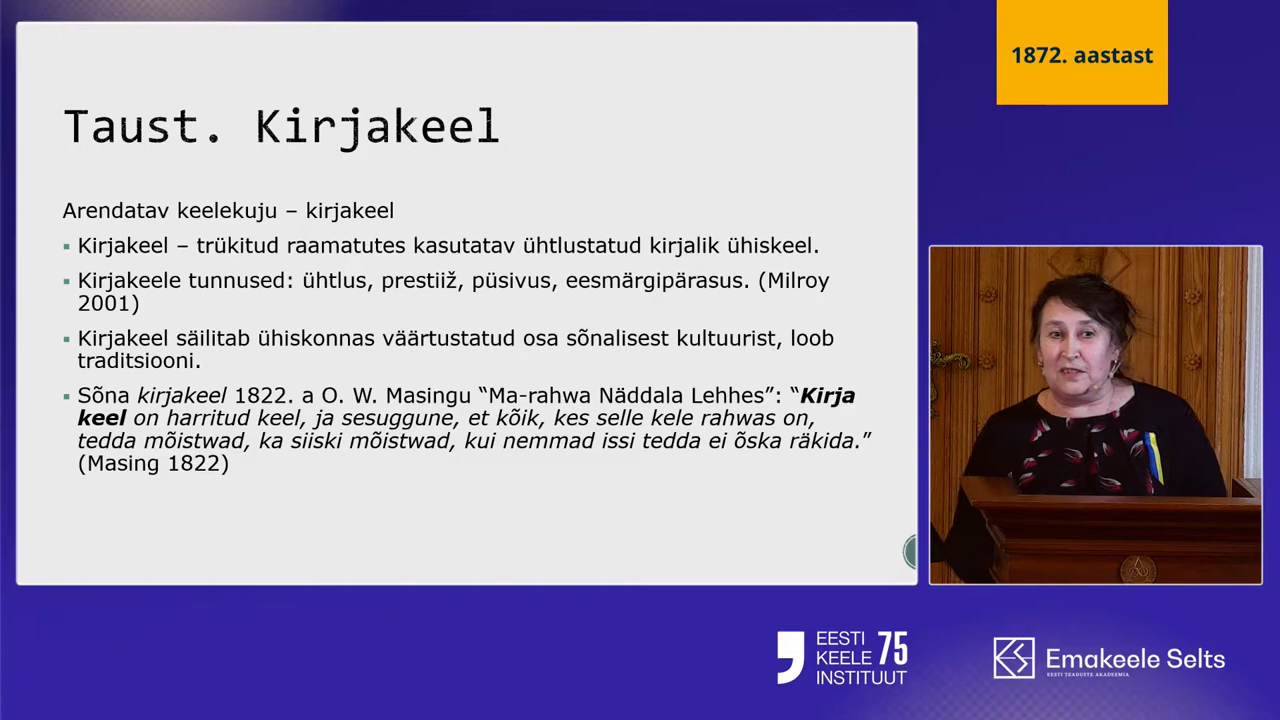 1872. aastast
Taust. Kirjakeel
Arendatav keelekuju – kirjakeel
▪ Kirjakeel – trükitud raamatutes kasutatav ühtlustatud kirjalik ühiskeel.
▪ Kirjakeele tunnused: ühtlus, prestiiž, püsivus, eesmärgipärasus. (Milroy
2001)
▪ Kirjakeel säilitab ühiskonnas väärtustatud osa sõnalisest kultuurist, loob
traditsiooni.
▪ Sõna kirjakeel 1822. a O. W. Masingu “Ma-rahwa Näddala Lehhes”: “Kirja
keel on harritud keel, ja sesuggune, et kõik, kes selle kele rahwas on,
tedda mõistwad, ka siiski mõistwad, kui nemmad issi tedda ei õska räkida.”
(Masing 1822)
EESTI
KEELE 75
INSTITUUT
Emakeele Selts
EESTI TEADUSTE AKADEEMIA